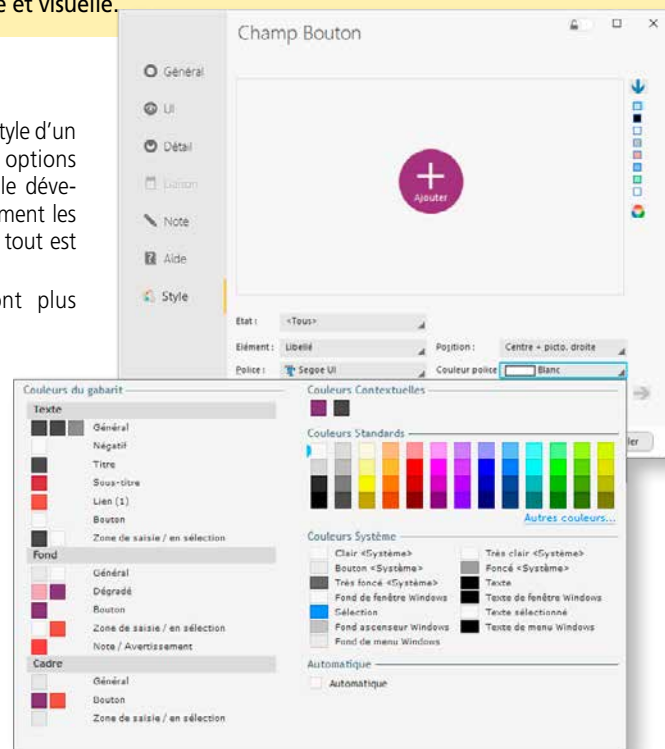 e et visuelle.
tyle d'un
options
le déve-
ment les
tout est
ont plus
Champ Bouton
Général
UI
Détail
Liaison
Note
Aide
Style
Ajouter
Etat : <Tous>
Elément : Libellé Position : Centre + picto. droite
Police : Segoe UI Couleur police Blanc
ler
Couleurs du gabarit
Texte
Général
Négatif
Titre
Sous-titre
Lien (1)
Bouton
Zone de saisie / en sélection
Fond
Général
Dégradé
Bouton
Zone de saisie / en sélection
Note / Avertissement
Cadre
Général
Bouton
Zone de saisie / en sélection
Couleurs Contextuelles
Couleurs Standards
Autres couleurs...
Couleurs Système
Clair <Système> Très clair <Système>
Bouton <Système> Foncé <Système>
Très foncé <Système> Texte
Fond de fenêtre Windows Texte de fenêtre Windows
Sélection Texte sélectionné
Fond ascenseur Windows Texte de menu Windows
Fond de menu Windows
Automatique
Automatique